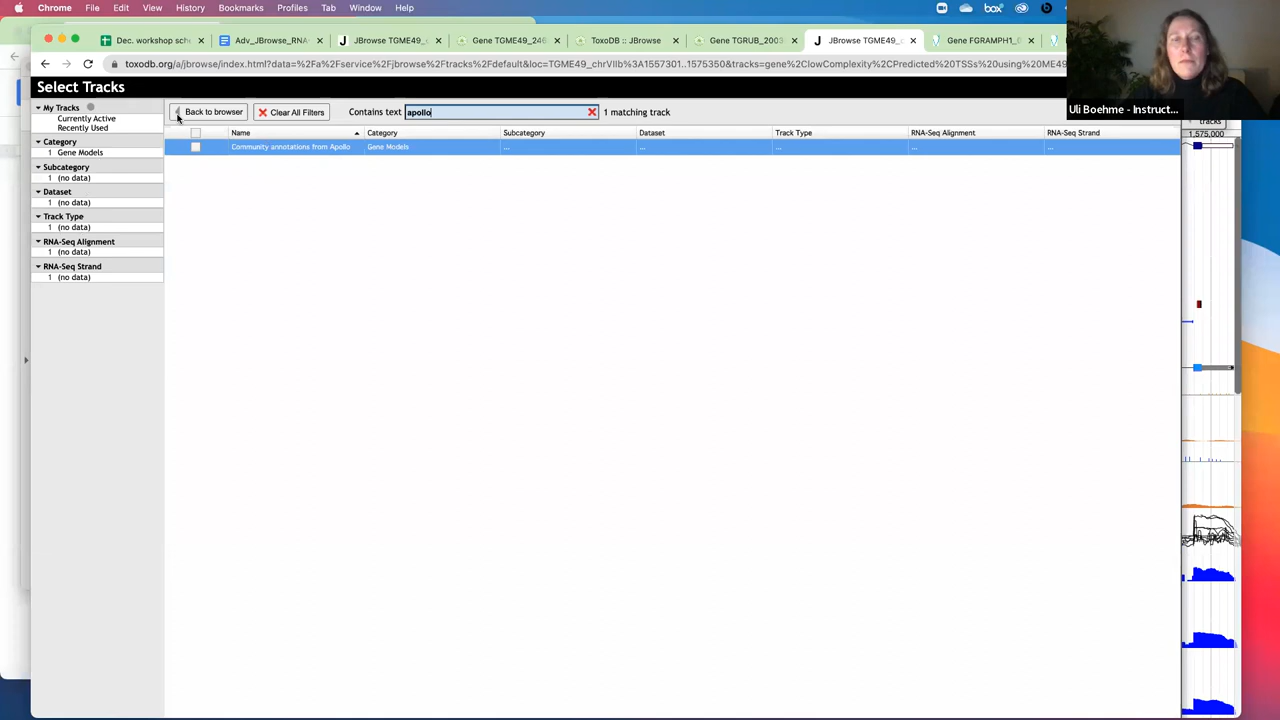 Chrome File Edit View History Bookmarks Profiles Tab Window Help box
Dec. workshop sch Adv_JBrowse_RNA JBrowse TGME49_ Gene TGME49_246 ToxoDB :: JBrowse Gene TGRUB_2003 JBrowse TGME49_c Gene FGRAMPH1_0
toxodb.org/a/jbrowse/index.html?data=%2Fa%2Fservice%2Fjbrowse%2Ftracks%2Fdefault&loc=TGME49_chrVIIb%3A1557301..1575350&tracks=gene%2ClowComplexity%2CPredicted%20TSSs%20using%20ME49
Uli Boehme - Instruct...
Select Tracks
My Tracks
Currently Active
Recently Used
Category
1 Gene Models
Subcategory
1 (no data)
Dataset
1 (no data)
Track Type
1 (no data)
RNA-Seq Alignment
1 (no data)
RNA-Seq Strand
1 (no data)
Back to browser Clear All Filters Contains text apollo 1 matching track
Name Category Subcategory Dataset Track Type RNA-Seq Alignment RNA-Seq Strand
Community annotations from Apollo Gene Models ... ... ... ... ...
tracks
1,575,000